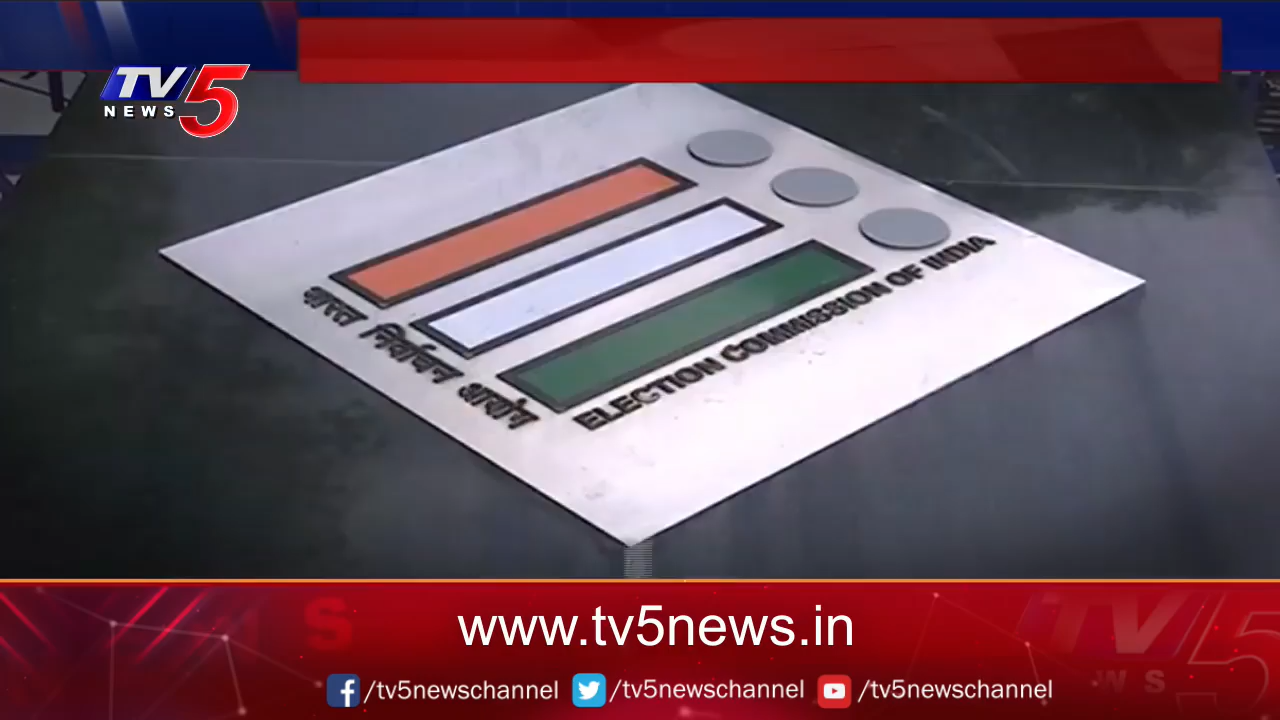 TV5
NEWS
भारत निर्वाचन आयोग
ELECTION COMMISSION OF INDIA
www.tv5news.in
/tv5newschannel /tv5newschannel /tv5newschannel